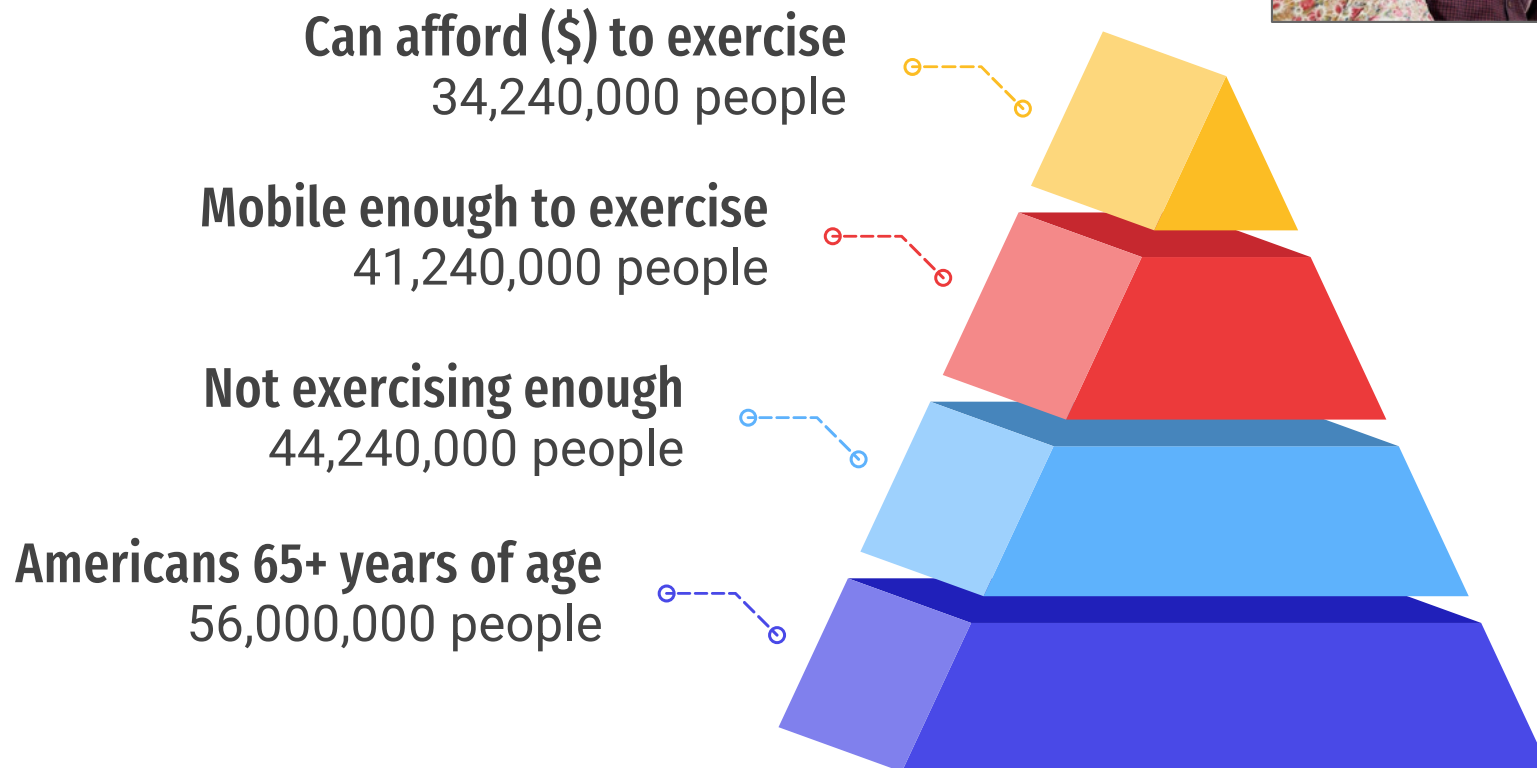 Can afford ($) to exercise
34,240,000 people
Mobile enough to exercise
41,240,000 people
Not exercising enough
44,240,000 people
Americans 65+ years of age
56,000,000 people